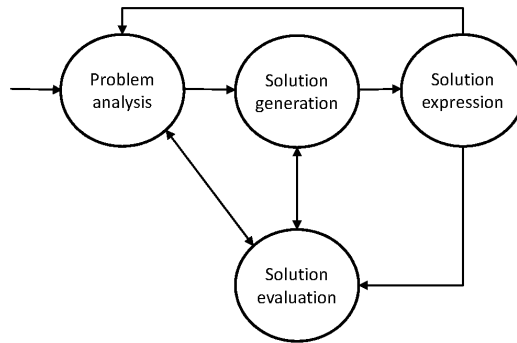 Problem
analysis
Solution
generation
Solution
expression
Solution
evaluation